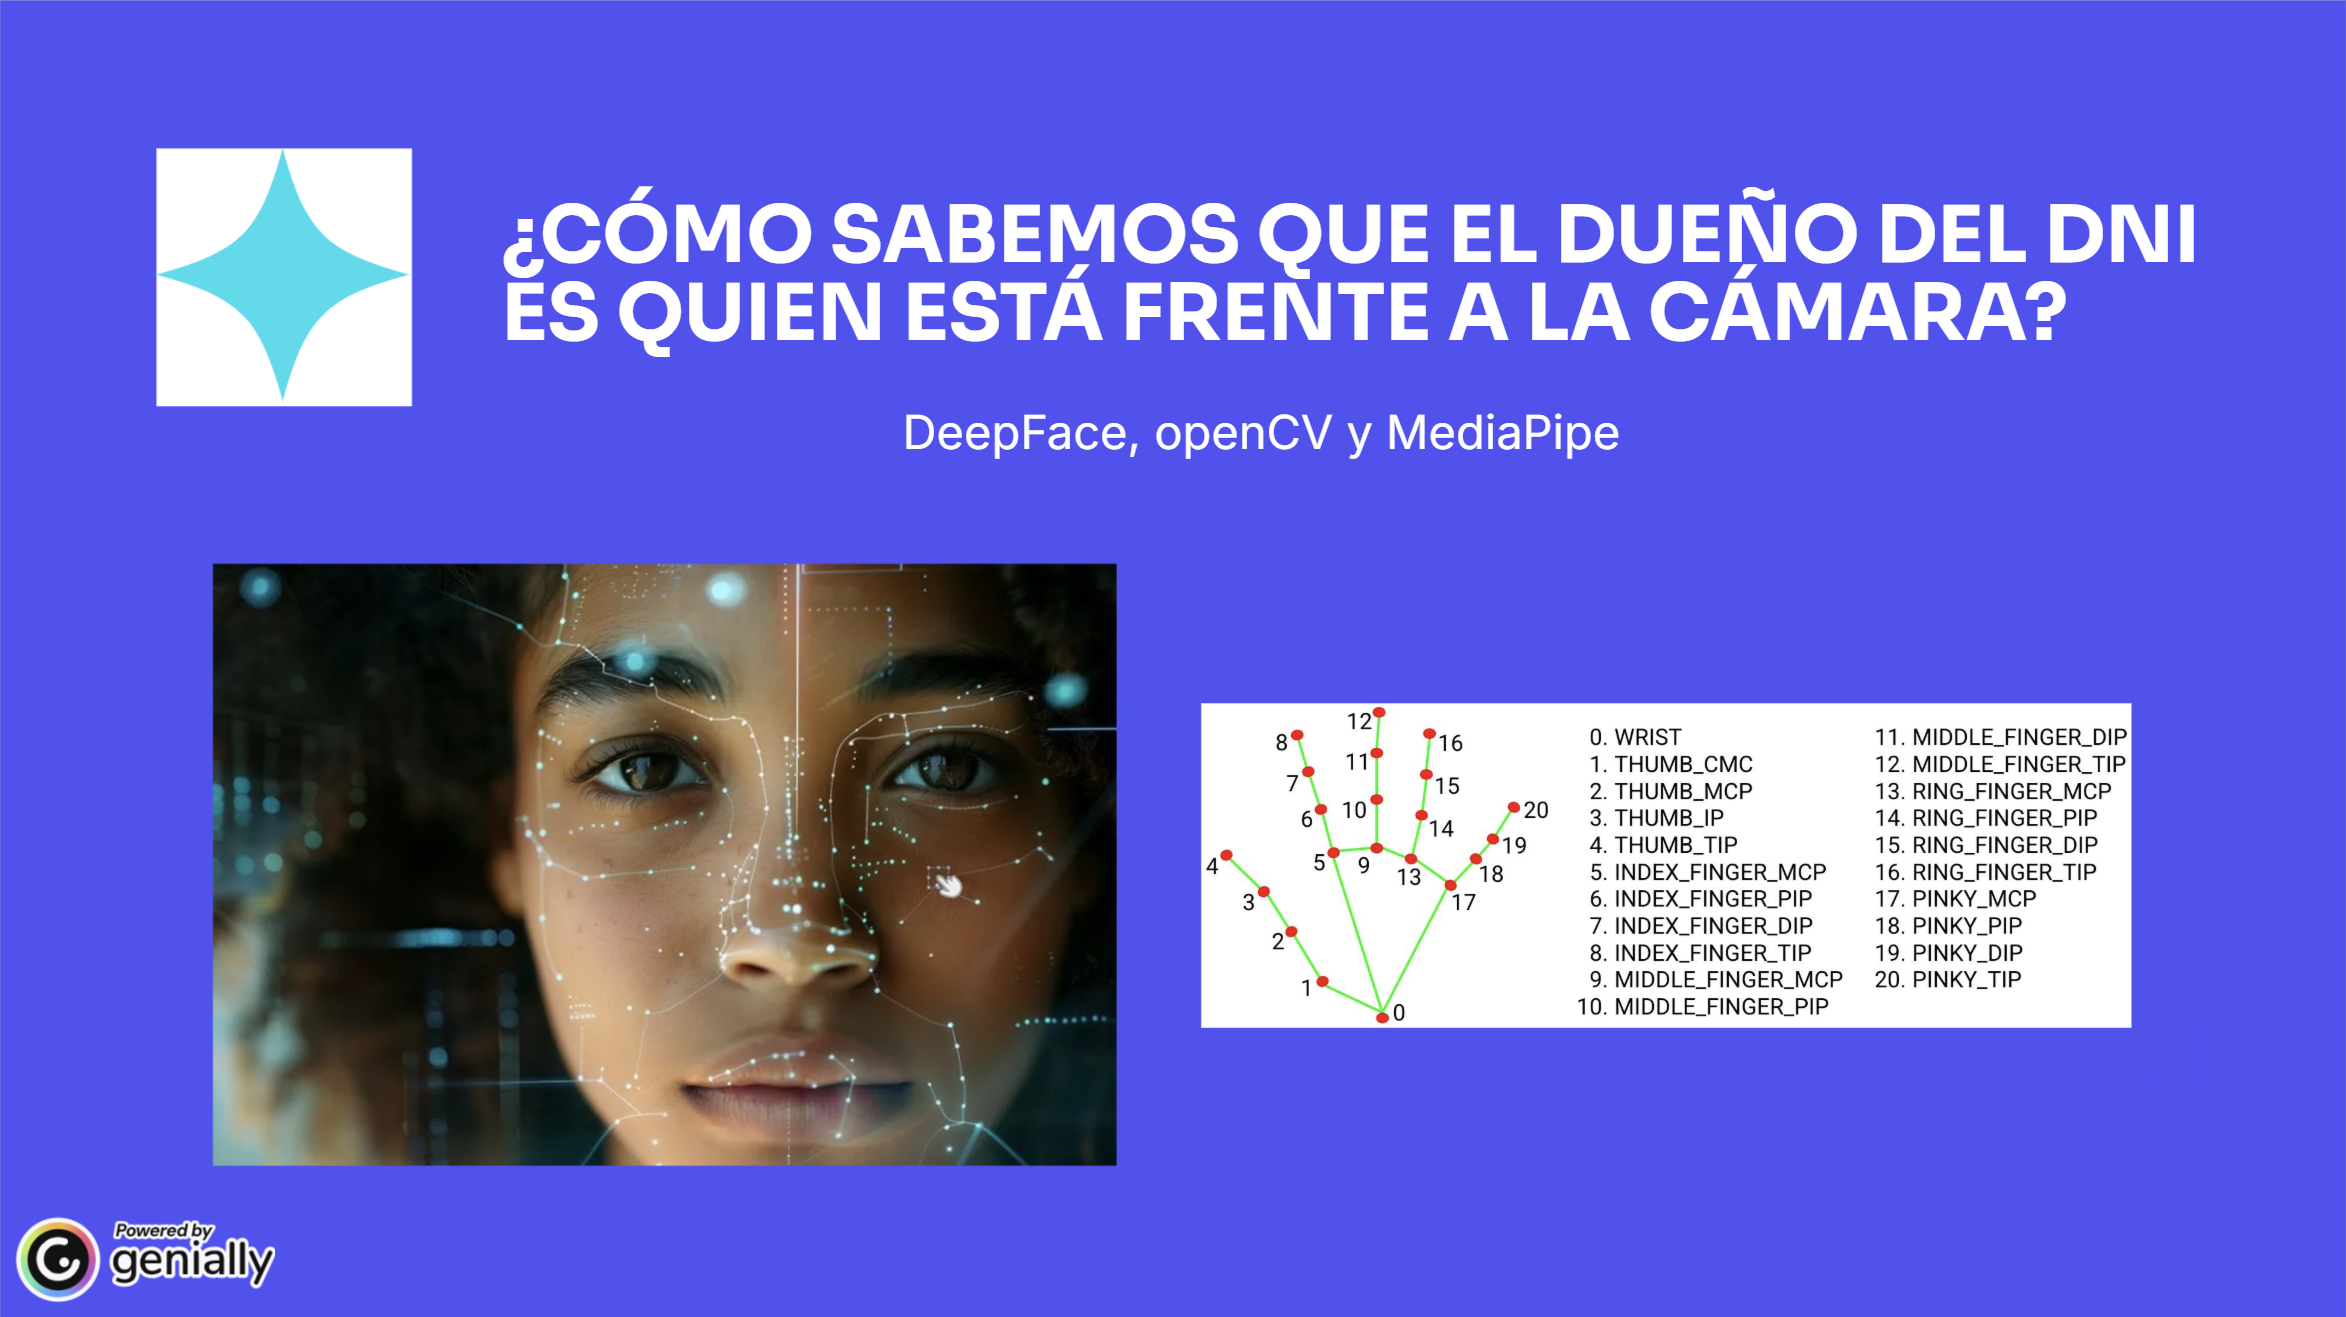 ¿CÓMO SABEMOS QUE EL DUEÑO DEL DNI
ES QUIEN ESTÁ FRENTE A LA CÁMARA?
DeepFace, openCV y MediaPipe
12
8
16
11
7
15
10
6
14
20
19
5
9
13
18
4
17
3
2
1
0
0. WRIST
1. THUMB_CMC
2. THUMB_MCP
3. THUMB_IP
4. THUMB_TIP
5. INDEX_FINGER_MCP
6. INDEX_FINGER_PIP
7. INDEX_FINGER_DIP
8. INDEX_FINGER_TIP
9. MIDDLE_FINGER_MCP
10. MIDDLE_FINGER_PIP
11. MIDDLE_FINGER_DIP
12. MIDDLE_FINGER_TIP
13. RING_FINGER_MCP
14. RING_FINGER_PIP
15. RING_FINGER_DIP
16. RING_FINGER_TIP
17. PINKY_MCP
18. PINKY_PIP
19. PINKY_DIP
20. PINKY_TIP
Powered by
genially